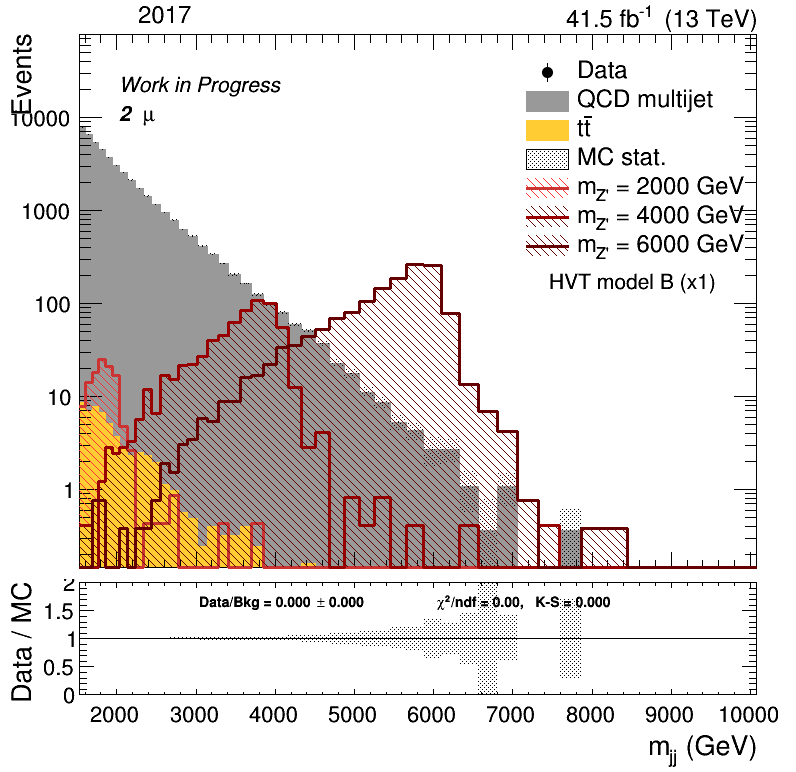 2017 41.5 fb⁻¹ (13 TeV)
Events
Work in Progress
2 μ
Data
QCD multijet
tt̄
MC stat.
m_Z' = 2000 GeV
m_Z' = 4000 GeV
m_Z' = 6000 GeV
HVT model B (x1)
10000
1000
100
10
1
Data / MC
2
1.5
1
0.5
0
Data/Bkg = 0.000 ± 0.000 χ²/ndf = 0.00, K-S = 0.000
2000 3000 4000 5000 6000 7000 8000 9000 10000
m_jj (GeV)